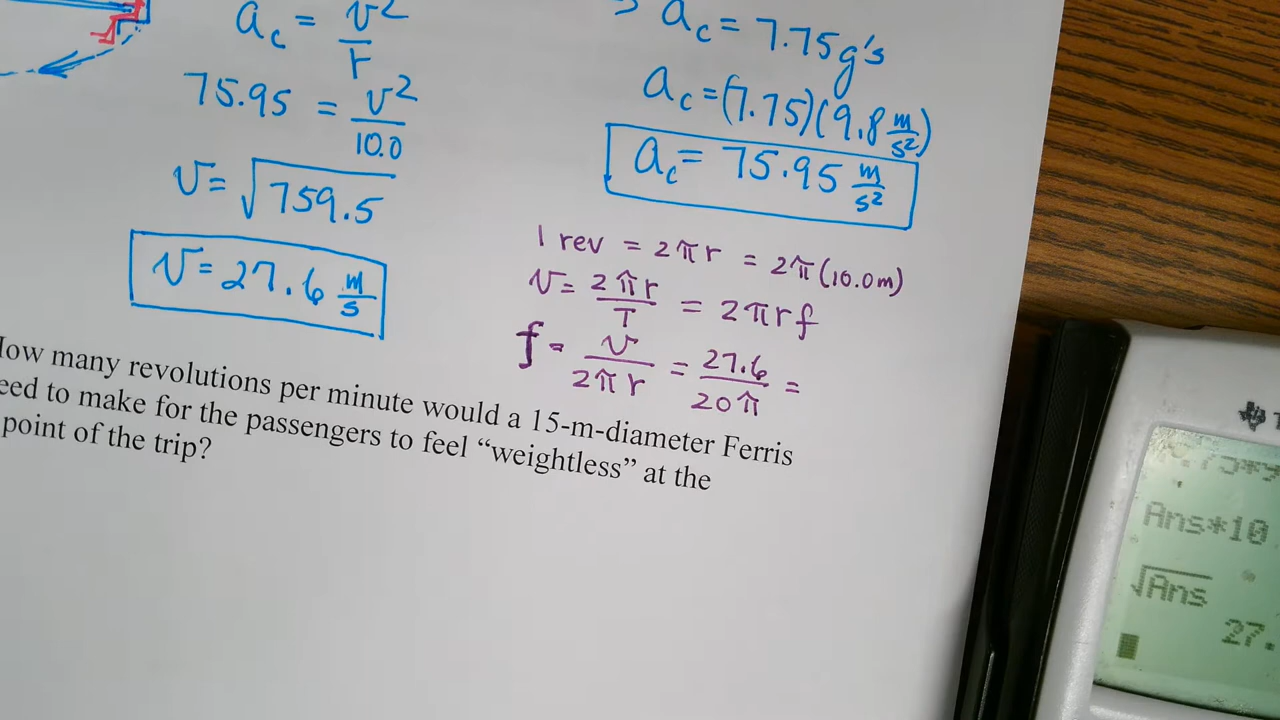 a_c = v²/r
75.95 = v²/10.0
v = √759.5
v = 27.6 m/s
a_c = 7.75 g's
a_c = (7.75)(9.8 m/s²)
a_c = 75.95 m/s²
1 rev = 2πr = 2π(10.0m)
v = 2πr/T = 2πrf
f = v/2πr = 27.6/20π =
How many revolutions per minute would a 15-m-diameter Ferris
eed to make for the passengers to feel “weightless” at the
point of the trip?
Ans*10
√Ans
27.